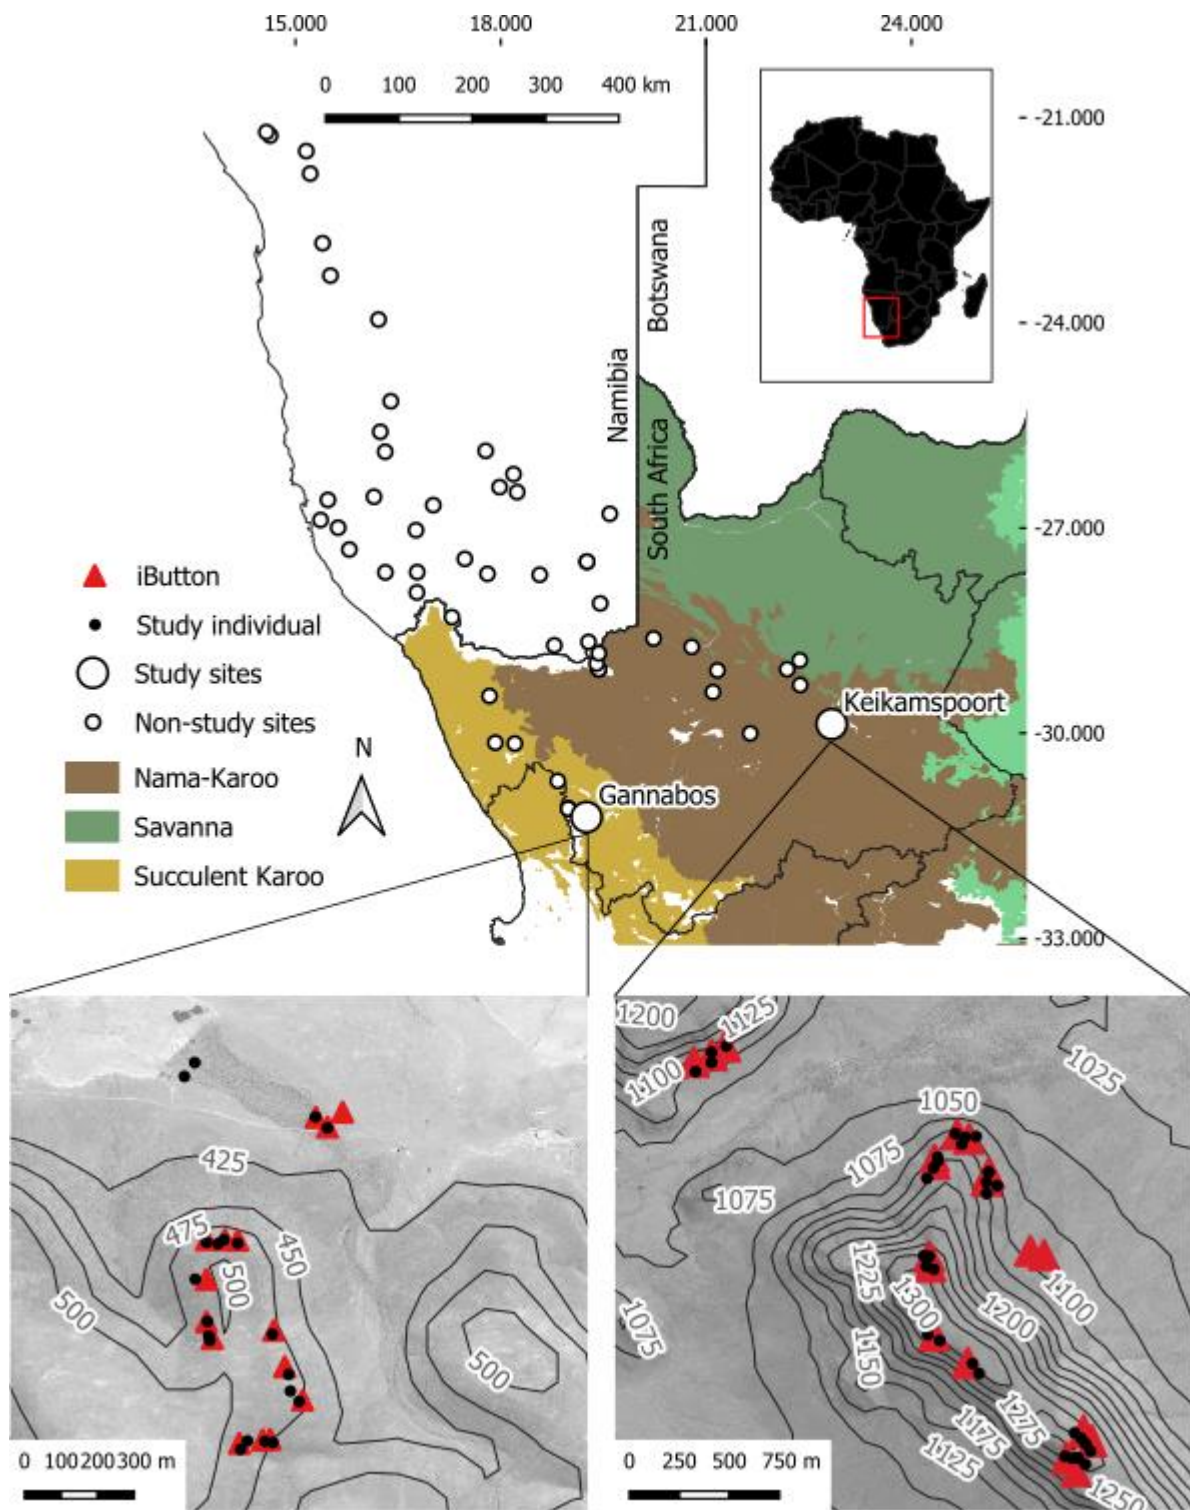 15.000 18.000 21.000 24.000
0 100 200 300 400 km
-21.000
-24.000
-27.000
-30.000
-33.000
Botswana
Namibia
South Africa
iButton
Study individual
Study sites
Non-study sites
Nama-Karoo
Savanna
Succulent Karoo
N
Keikamspoort
Gannabos
425
475
450
500
500
500
0 100 200 300 m
1200
1125
1100
1025
1050
1075
1075
1075
1225
1300
1200
1100
1150
1175
1275
1125
1250
0 250 500 750 m